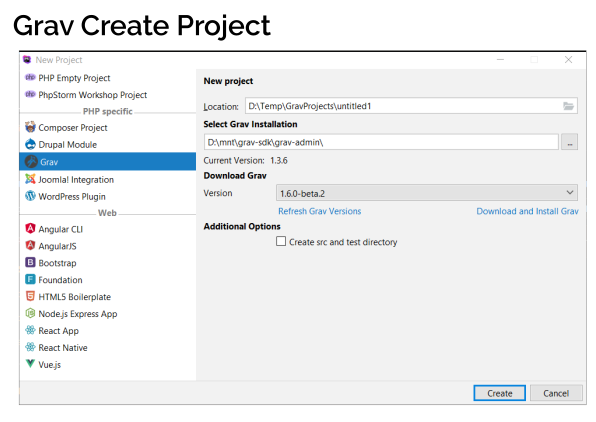 Grav Create Project
New Project
PHP Empty Project
PhpStorm Workshop Project
PHP specific
Composer Project
Drupal Module
Grav
Joomla! Integration
WordPress Plugin
Web
Angular CLI
AngularJS
Bootstrap
Foundation
HTML5 Boilerplate
Node.js Express App
React App
React Native
Vue.js
New project
Location: D:\Temp\GravProjects\untitled1
Select Grav Installation
D:\mnt\grav-sdk\grav-admin\ ..
Current Version: 1.3.6
Download Grav
Version 1.6.0-beta.2
Refresh Grav Versions Download and Install Grav
Additional Options
Create src and test directory
Create Cancel